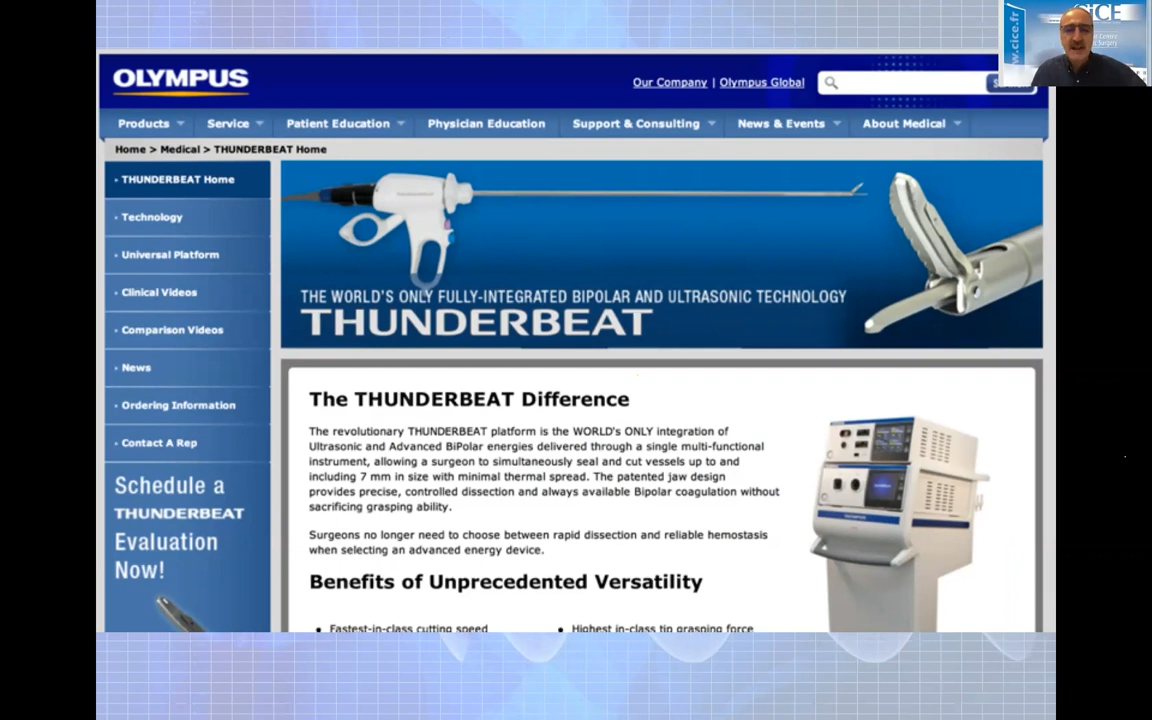 CiCE
www.cice.fr
OLYMPUS
Our Company | Olympus Global
Products
Service
Patient Education
Physician Education
Support & Consulting
News & Events
About Medical
Home > Medical > THUNDERBEAT Home
THUNDERBEAT Home
Technology
Universal Platform
Clinical Videos
Comparison Videos
News
Ordering Information
Contact A Rep
Schedule a
THUNDERBEAT
Evaluation
Now!
THE WORLD'S ONLY FULLY-INTEGRATED BIPOLAR AND ULTRASONIC TECHNOLOGY
THUNDERBEAT
The THUNDERBEAT Difference
The revolutionary THUNDERBEAT platform is the WORLD's ONLY integration of
Ultrasonic and Advanced BiPolar energies delivered through a single multi-functional
instrument, allowing a surgeon to simultaneously seal and cut vessels up to and
including 7 mm in size with minimal thermal spread. The patented jaw design
provides precise, controlled dissection and always available Bipolar coagulation without
sacrificing grasping ability.
Surgeons no longer need to choose between rapid dissection and reliable hemostasis
when selecting an advanced energy device.
Benefits of Unprecedented Versatility
• Fastest-in-class cutting speed
• Highest in-class tip grasping force